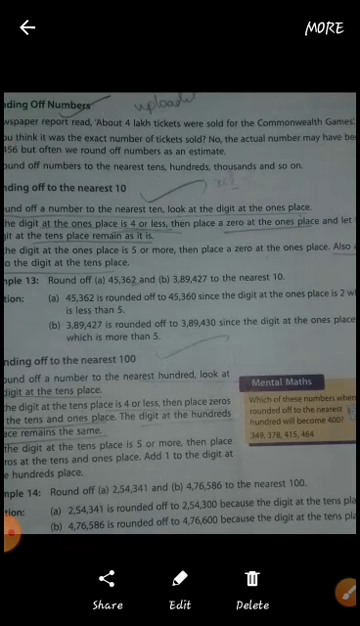 MORE
ding Off Numbers
uploade
wspaper report read, 'About 4 lakh tickets were sold for the Commonwealth Games'
ou think it was the exact number of tickets sold? No, the actual number may have be
456 but often we round off numbers as an estimate.
ound off numbers to the nearest tens, hundreds, thousands and so on.
nding off to the nearest 10
und off a number to the nearest ten, look at the digit at the ones place.
he digit at the ones place is 4 or less, then place a zero at the ones place and let
git at the tens place remain as it is.
he digit at the ones place is 5 or more, then place a zero at the ones place. Also
o the digit at the tens place.
mple 13: Round off (a) 45,362 and (b) 3,89,427 to the nearest 10.
tion: (a) 45,362 is rounded off to 45,360 since the digit at the ones place is 2 w
is less than 5.
(b) 3,89,427 is rounded off to 3,89,430 since the digit at the ones place
which is more than 5.
nding off to the nearest 100
ound off a number to the nearest hundred, look at
digit at the tens place.
he digit at the tens place is 4 or less, then place zeros
the tens and ones place. The digit at the hundreds
ace remains the same.
the digit at the tens place is 5 or more, then place
ros at the tens and ones place. Add 1 to the digit at
e hundreds place.
Mental Maths
Which of these numbers when
rounded off to the nearest
hundred will become 400?
349, 378, 415, 464
mple 14: Round off (a) 2,54,341 and (b) 4,76,586 to the nearest 100.
tion: (a) 2,54,341 is rounded off to 2,54,300 because the digit at the tens pla
(b) 4,76,586 is rounded off to 4,76,600 because the digit at the tens pla
Share Edit Delete